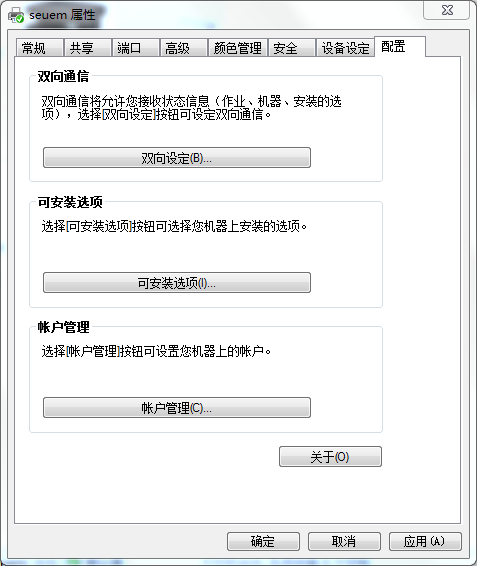 seuem 属性
常规 共享 端口 高级 颜色管理 安全 设备设定 配置
双向通信
双向通信将允许您接收状态信息（作业、机器、安装的选
项），选择[双向设定]按钮可设定双向通信。
双向设定(B)...
可安装选项
选择[可安装选项]按钮可选择您机器上安装的选项。
可安装选项(I)...
帐户管理
选择[帐户管理]按钮可设置您机器上的帐户。
帐户管理(C)...
关于(O)
确定 取消 应用(A)